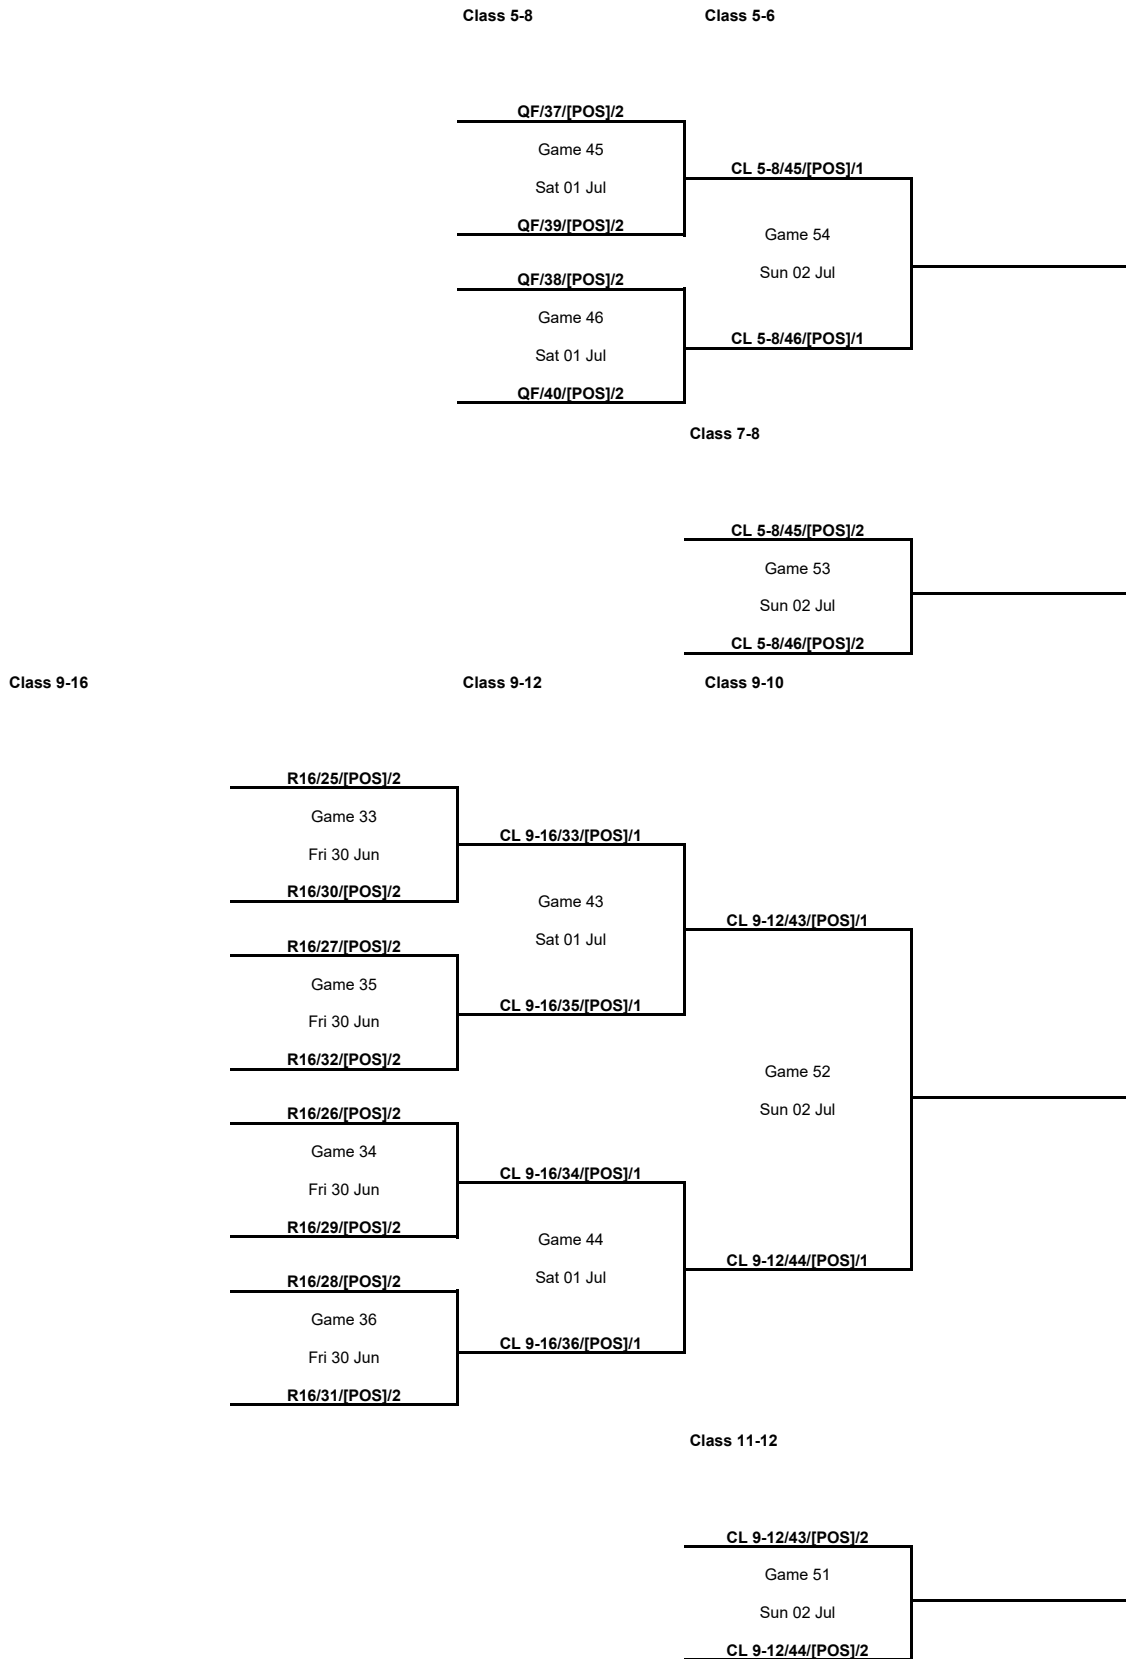 Class 5-8
Class 5-6
QF/37/[POS]/2
Game 45
Sat 01 Jul
QF/39/[POS]/2
CL 5-8/45/[POS]/1
Game 54
Sun 02 Jul
CL 5-8/46/[POS]/1
QF/38/[POS]/2
Game 46
Sat 01 Jul
QF/40/[POS]/2
Class 7-8
CL 5-8/45/[POS]/2
Game 53
Sun 02 Jul
CL 5-8/46/[POS]/2
Class 9-16
Class 9-12
Class 9-10
R16/25/[POS]/2
Game 33
Fri 30 Jun
R16/30/[POS]/2
CL 9-16/33/[POS]/1
Game 43
Sat 01 Jul
CL 9-16/35/[POS]/1
R16/27/[POS]/2
Game 35
Fri 30 Jun
R16/32/[POS]/2
CL 9-12/43/[POS]/1
Game 52
Sun 02 Jul
CL 9-12/44/[POS]/1
R16/26/[POS]/2
Game 34
Fri 30 Jun
R16/29/[POS]/2
CL 9-16/34/[POS]/1
Game 44
Sat 01 Jul
CL 9-16/36/[POS]/1
R16/28/[POS]/2
Game 36
Fri 30 Jun
R16/31/[POS]/2
Class 11-12
CL 9-12/43/[POS]/2
Game 51
Sun 02 Jul
CL 9-12/44/[POS]/2